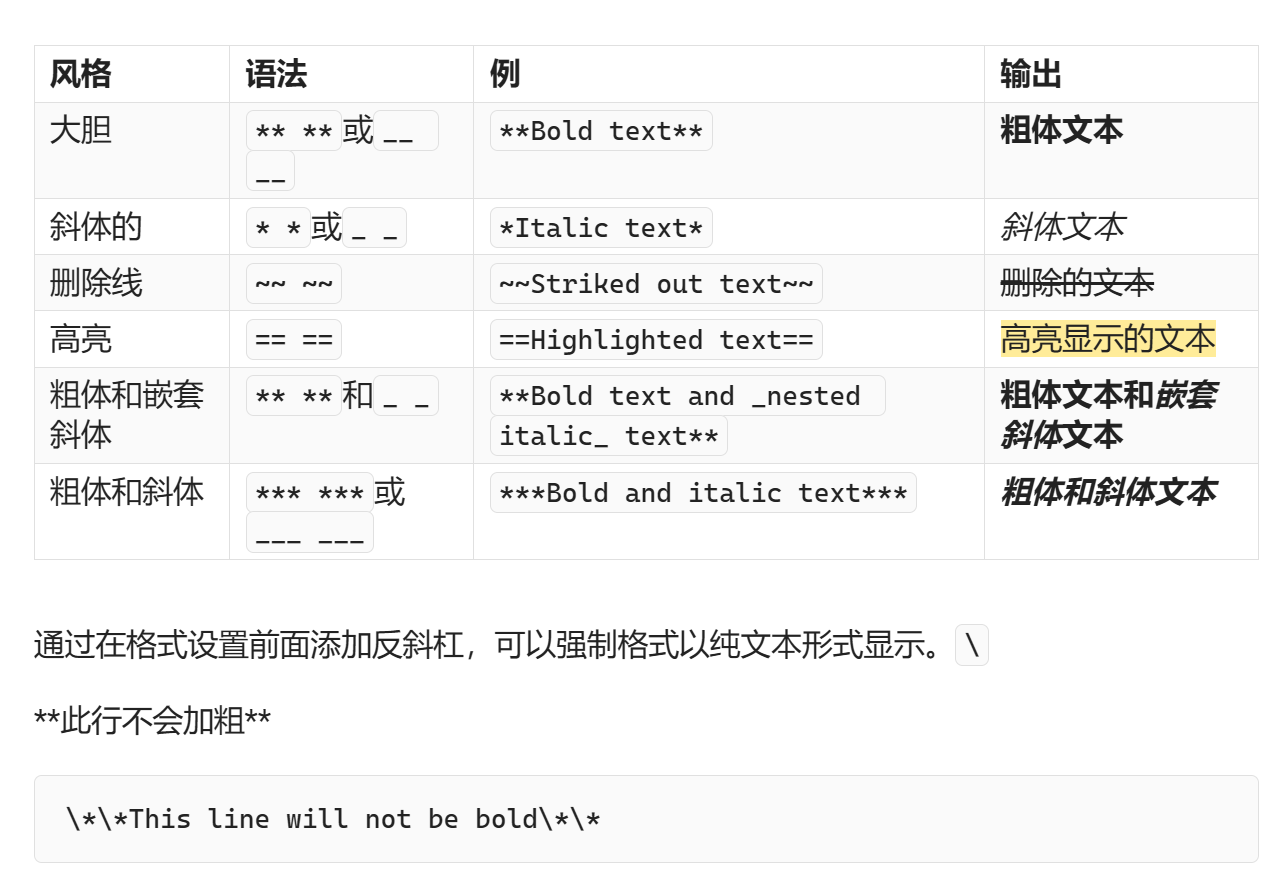 风格 语法 例 输出
大胆 ** ** 或 __ **Bold text** 粗体文本
__
斜体的 * * 或 _ _ *Italic text* 斜体文本
删除线 ~~ ~~ ~~Striked out text~~ 删除的文本
高亮 == == ==Highlighted text== 高亮显示的文本
粗体和嵌套 ** ** 和 _ _ **Bold text and _nested 粗体文本和嵌套
斜体 italic_ text** 斜体文本
粗体和斜体 *** *** 或 ***Bold and italic text*** 粗体和斜体文本
___ ___
通过在格式设置前面添加反斜杠，可以强制格式以纯文本形式显示。 \
**此行不会加粗**
\*\*This line will not be bold\*\*